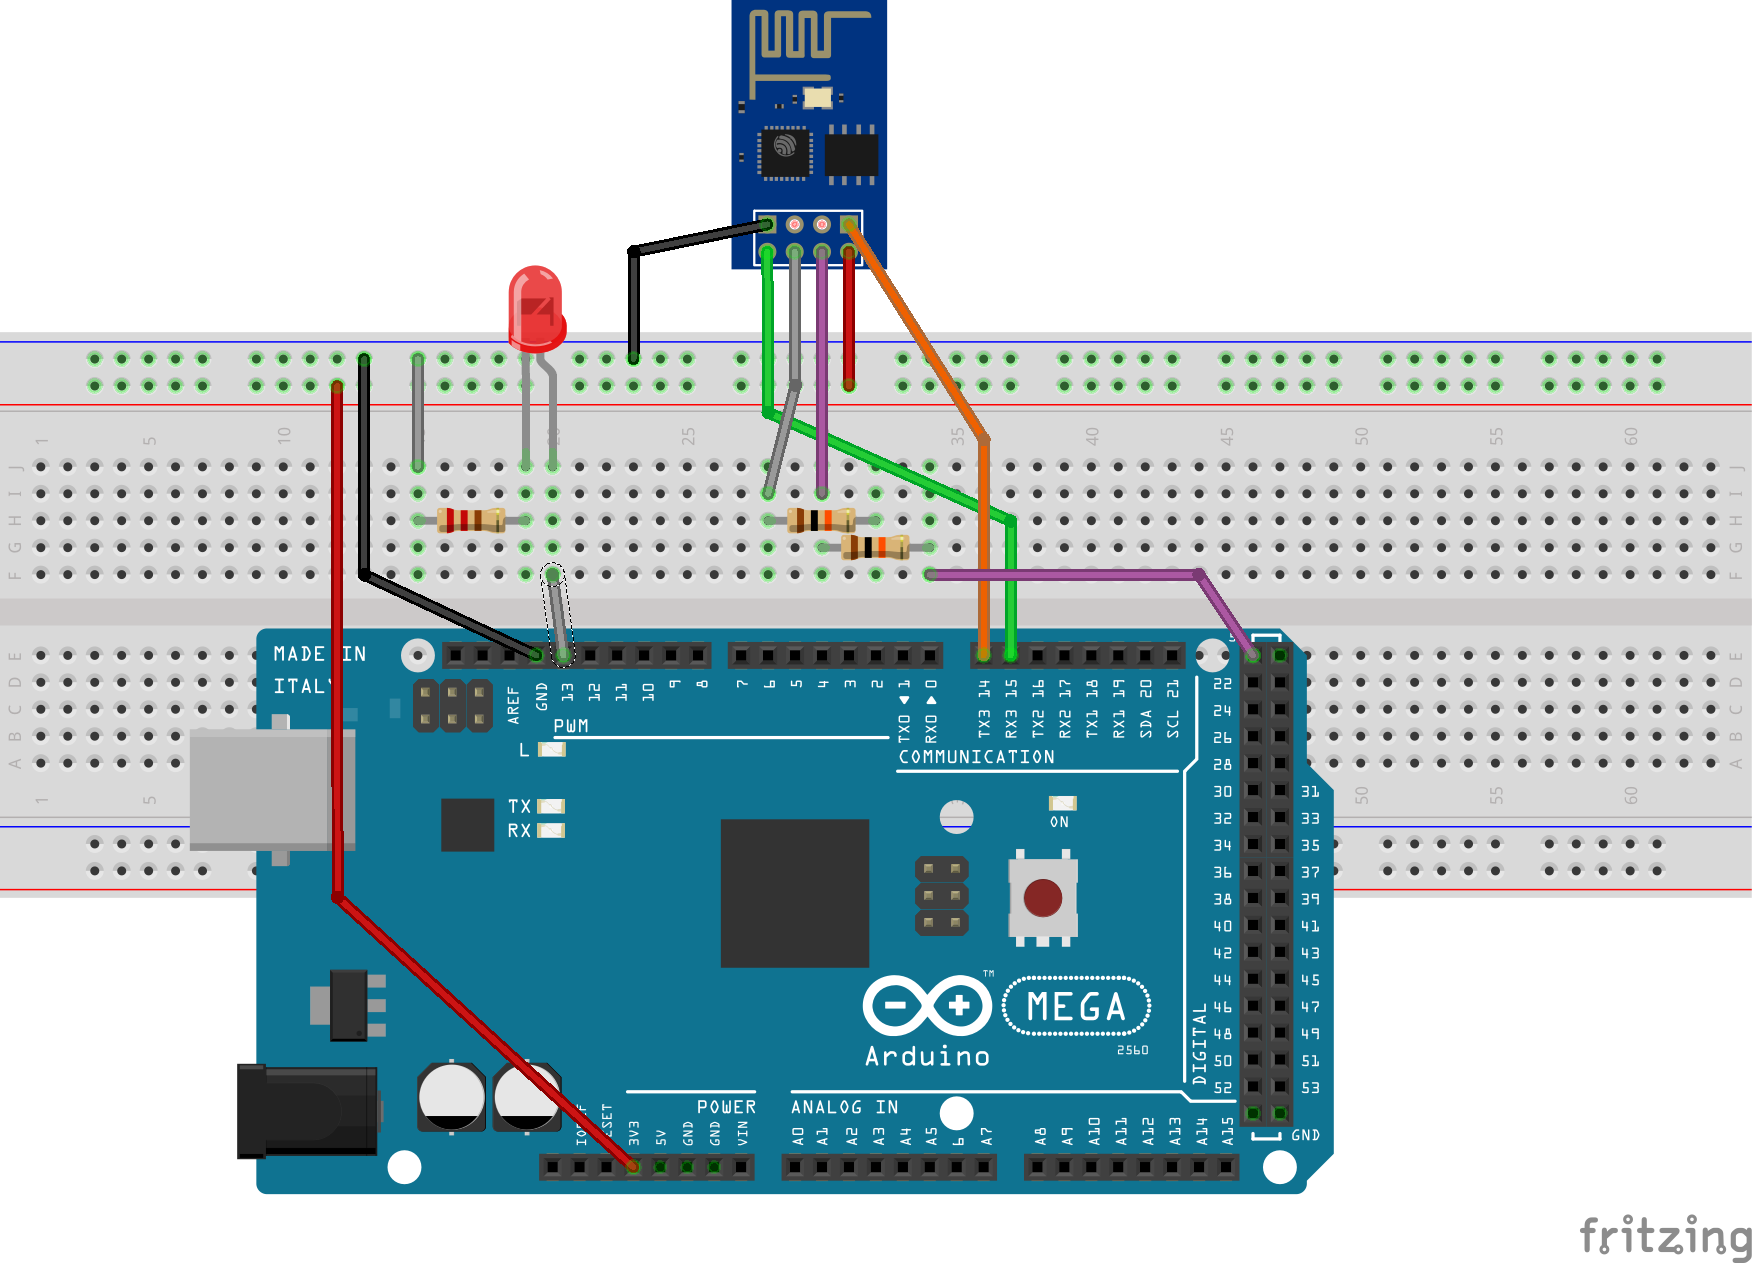 1 5 10 20 25 35 40 45 50 55 60
J J
I I
H H
G G
F F
E E
D D
C C
B B
A A
1 5 50 55 60
MADE IN
ITALY
AREF GND 13 12 11 10 9 8 7 6 5 4 3 2 TX0 1 RX0 0 TX3 14 RX3 15 TX2 16 RX2 17 TX1 18 RX1 19 SDA 20 SCL 21
PWM
L
COMMUNICATION
TX
RX
ON
22
24
26
28
30 31
32 33
34 35
36 37
38 39
40 41
42 43
44 45
46 47
48 49
50 51
52 53
GND
DIGITAL
TM
MEGA
Arduino
2560
POWER
ANALOG IN
3V3 5V GND GND VIN A0 A1 A2 A3 A4 A5 6 A7 A8 A9 A10 A11 A12 A13 A14 A15
fritzing